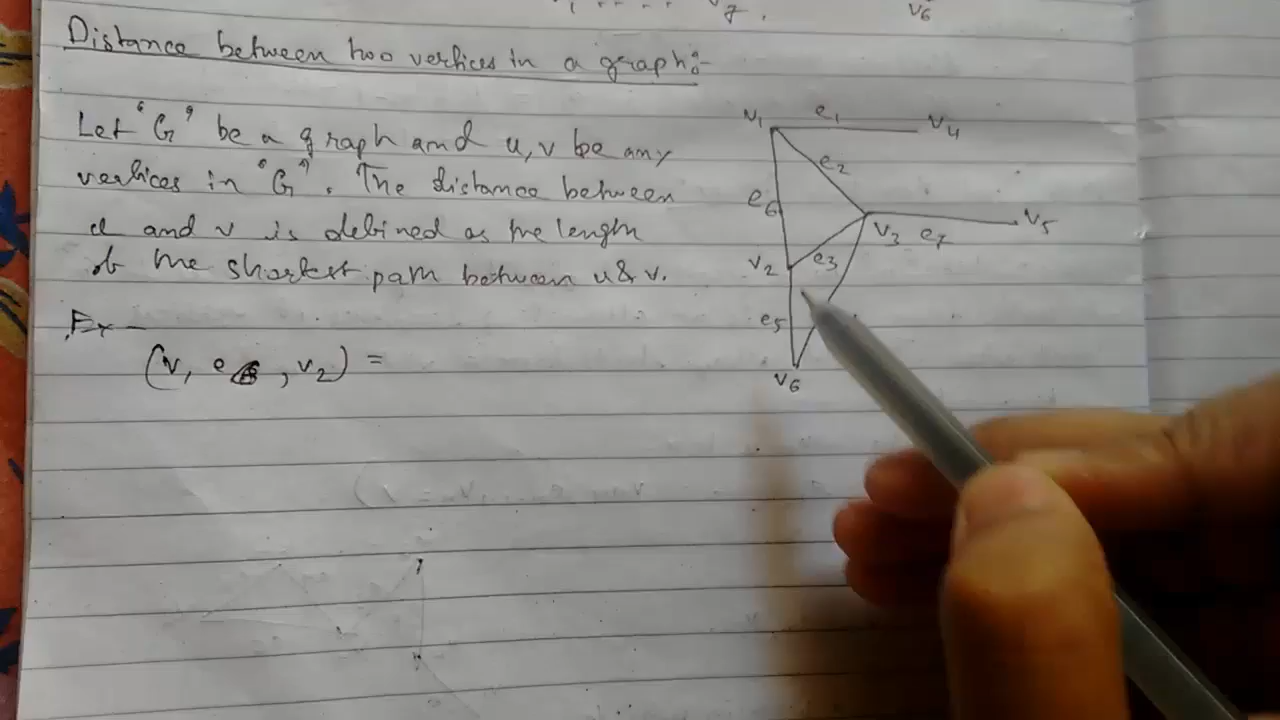 V6
Distance between two vertices in a graph:-
Let "G" be a graph and u, v be any
vertices in "G". The distance between
u and v is defined as the length
of the shortest path between u & v.
Ex -
(v, e6, v2) =
v1 e1 v4
e2
e6
v3 e7 v5
v2 e3
e5
v6